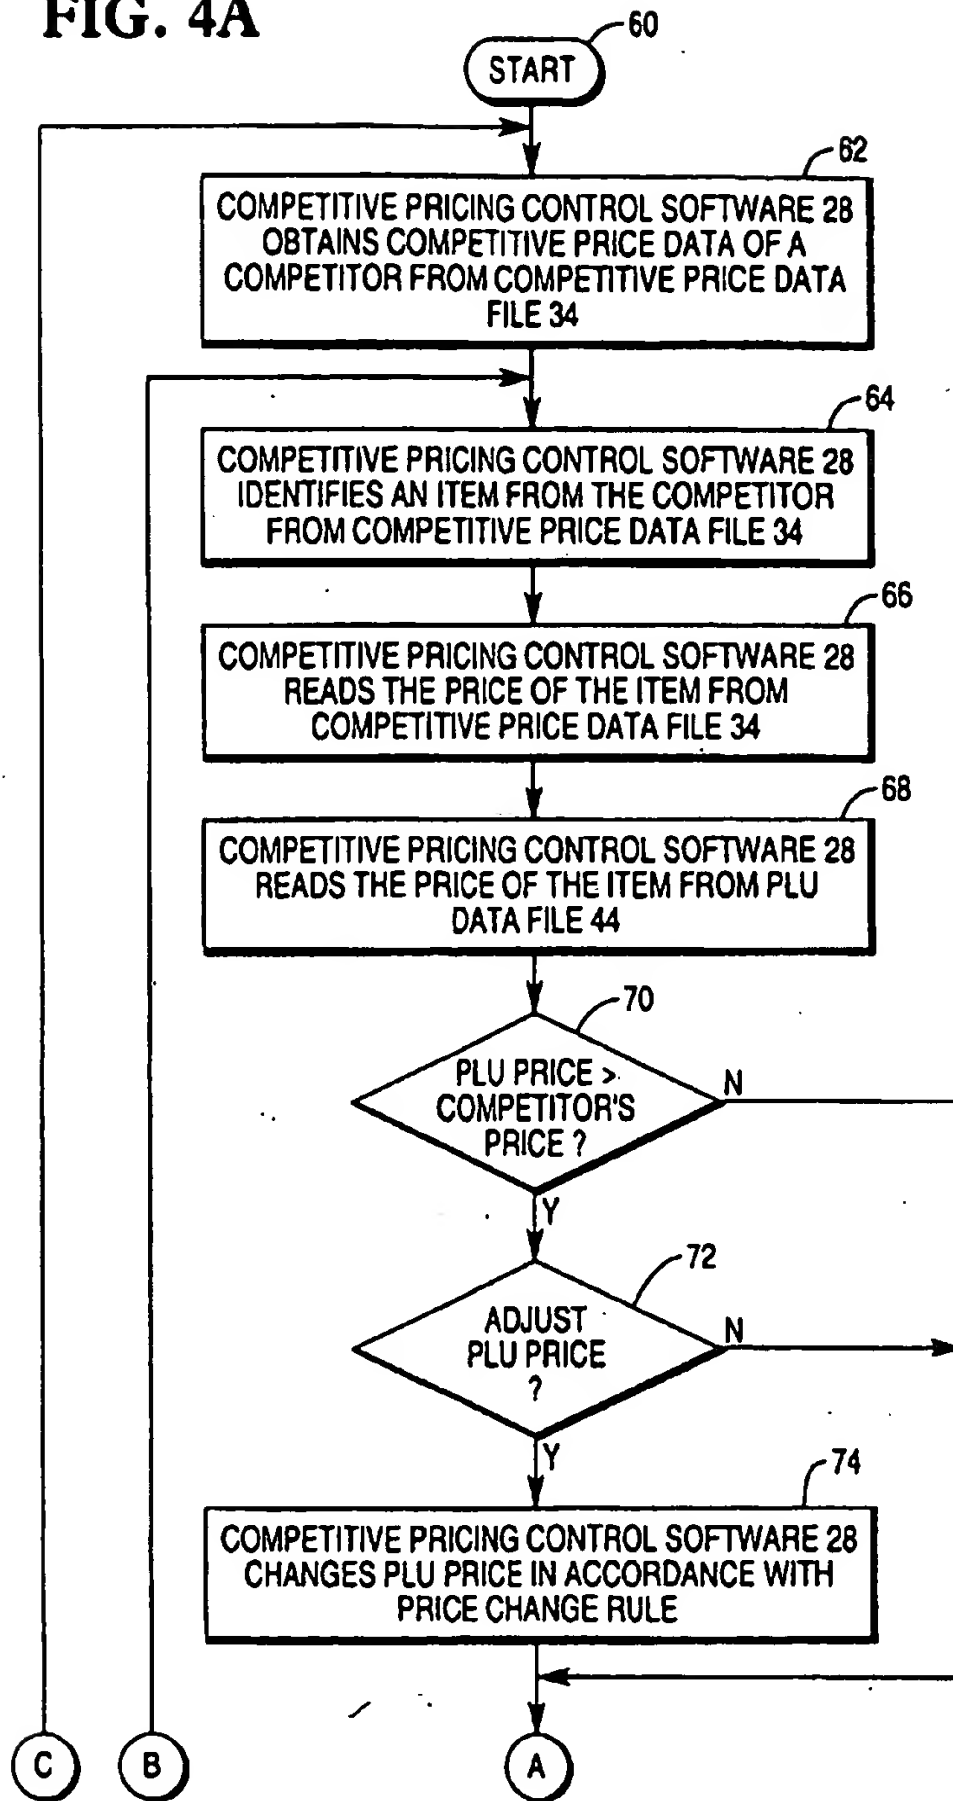 FIG. 4A
60
START
62
COMPETITIVE PRICING CONTROL SOFTWARE 28
OBTAINS COMPETITIVE PRICE DATA OF A
COMPETITOR FROM COMPETITIVE PRICE DATA
FILE 34
64
COMPETITIVE PRICING CONTROL SOFTWARE 28
IDENTIFIES AN ITEM FROM THE COMPETITOR
FROM COMPETITIVE PRICE DATA FILE 34
66
COMPETITIVE PRICING CONTROL SOFTWARE 28
READS THE PRICE OF THE ITEM FROM
COMPETITIVE PRICE DATA FILE 34
68
COMPETITIVE PRICING CONTROL SOFTWARE 28
READS THE PRICE OF THE ITEM FROM PLU
DATA FILE 44
70
PLU PRICE >
COMPETITOR'S
PRICE ?
N
Y
72
ADJUST
PLU PRICE
?
N
Y
74
COMPETITIVE PRICING CONTROL SOFTWARE 28
CHANGES PLU PRICE IN ACCORDANCE WITH
PRICE CHANGE RULE
C
B
A